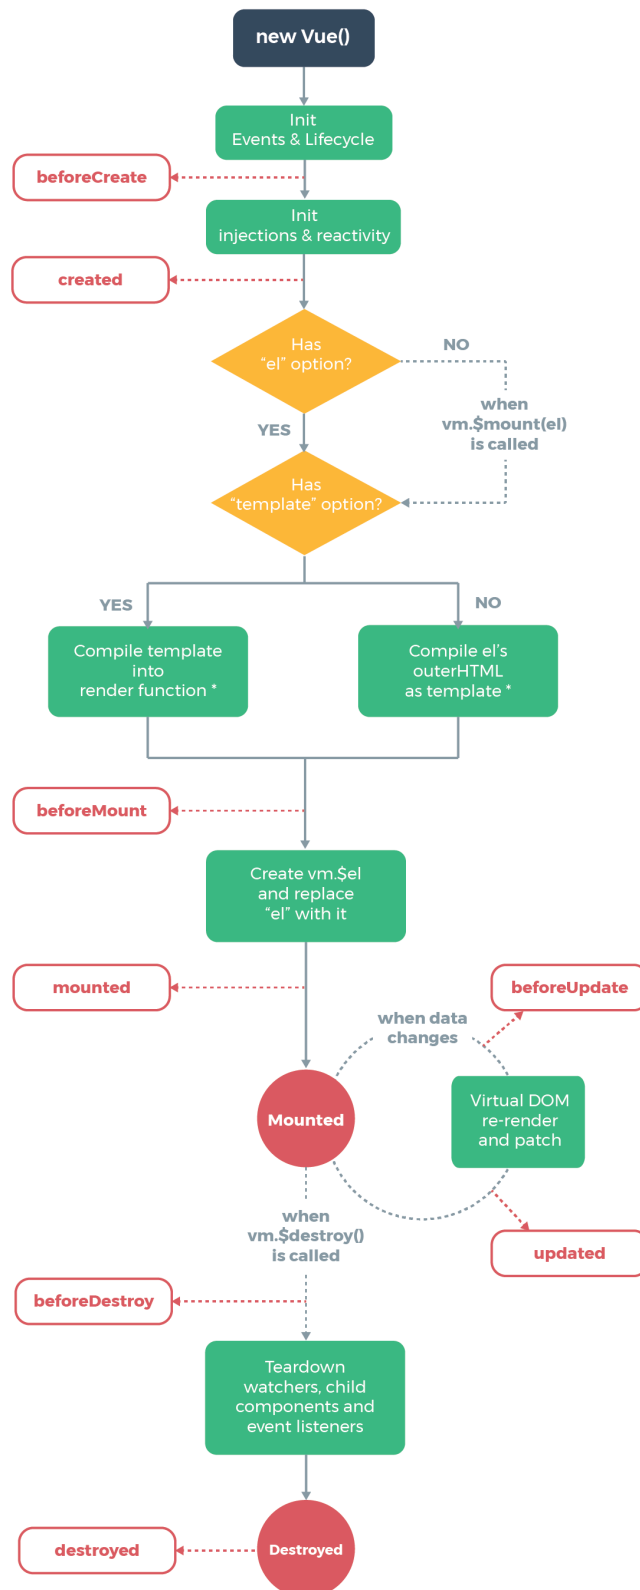 new Vue()
Init
Events & Lifecycle
beforeCreate
Init
injections & reactivity
created
Has
“el” option?
NO
when
vm.$mount(el)
is called
YES
Has
“template” option?
YES
NO
Compile template
into
render function *
Compile el’s
outerHTML
as template *
beforeMount
Create vm.$el
and replace
“el” with it
mounted
beforeUpdate
when data
changes
Mounted
Virtual DOM
re-render
and patch
when
vm.$destroy()
is called
updated
beforeDestroy
Teardown
watchers, child
components and
event listeners
destroyed
Destroyed